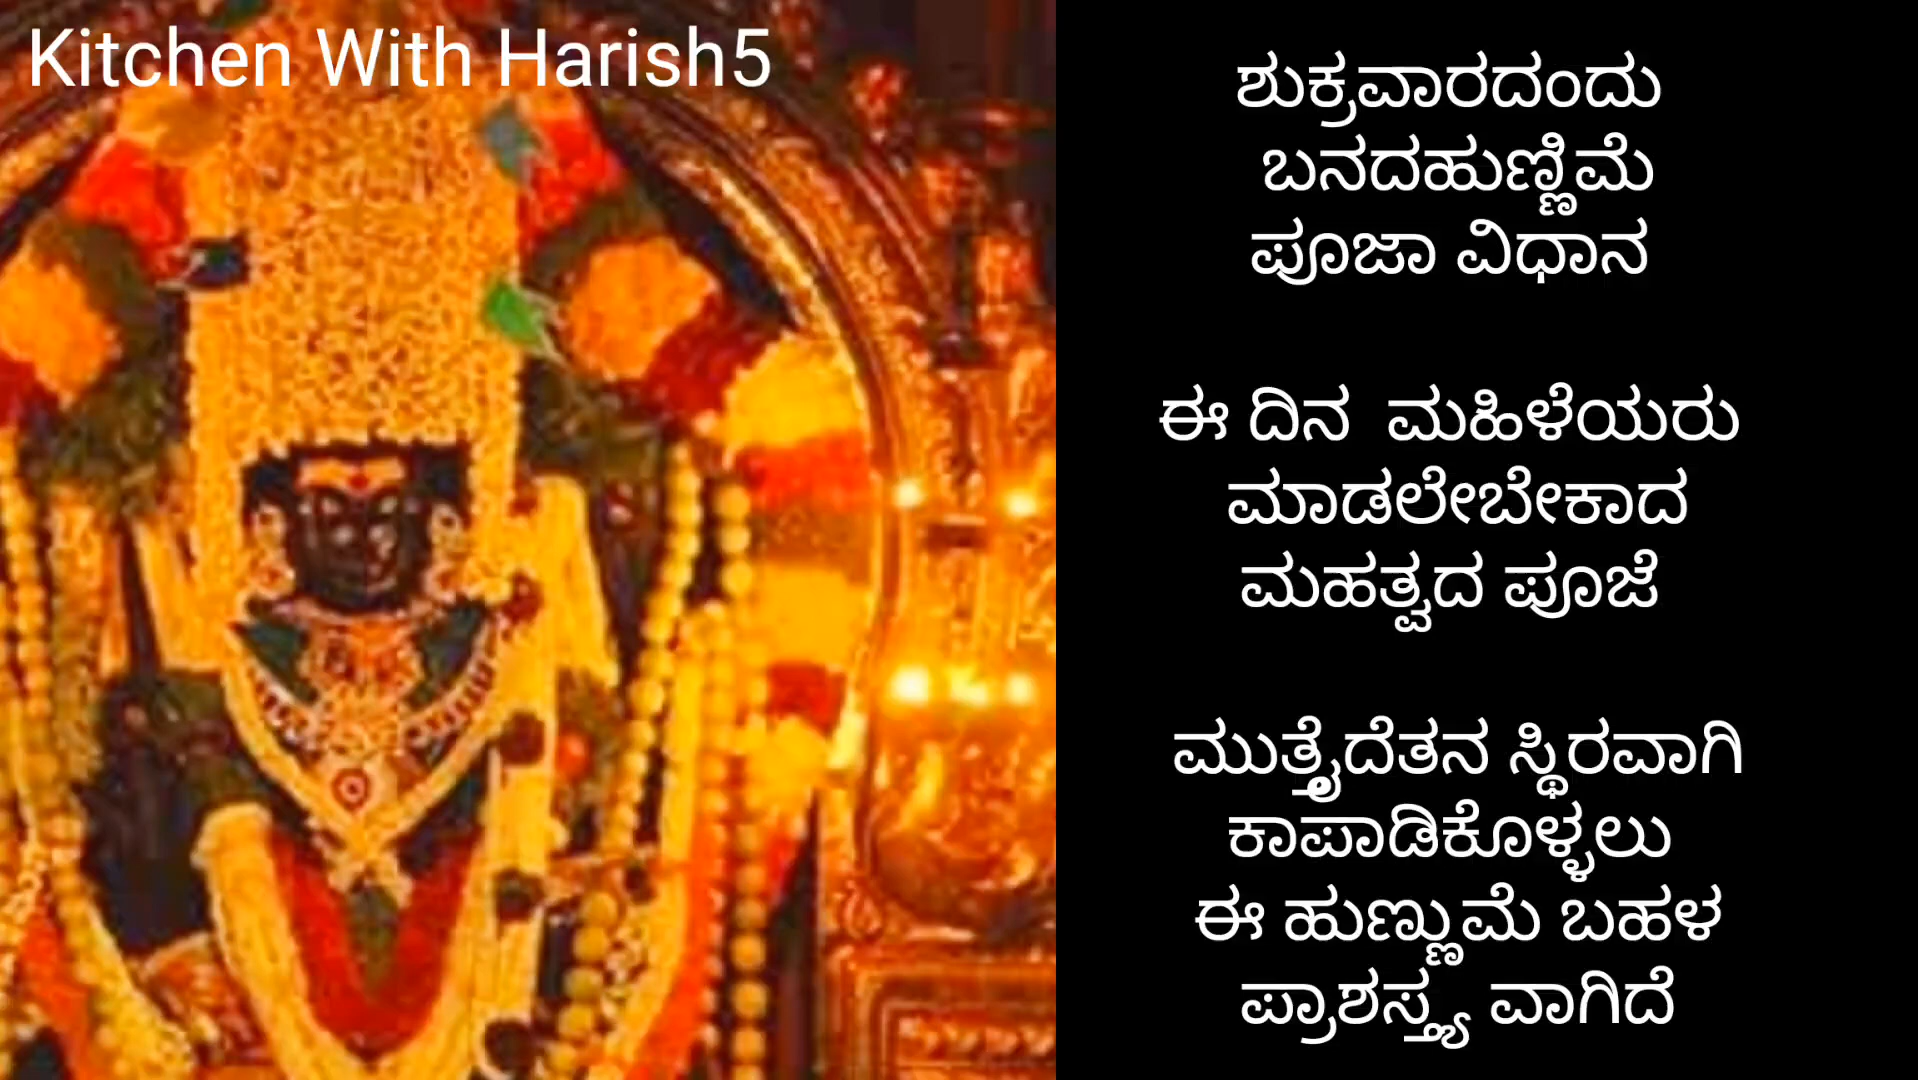 Kitchen With Harish5
ಶುಕ್ರವಾರದಂದು
ಬನದಹುಣ್ಣಿಮೆ
ಪೂಜಾ ವಿಧಾನ
ಈ ದಿನ ಮಹಿಳೆಯರು
ಮಾಡಲೇಬೇಕಾದ
ಮಹತ್ವದ ಪೂಜೆ
ಮುತ್ತೈದೆತನ ಸ್ಥಿರವಾಗಿ
ಕಾಪಾಡಿಕೊಳ್ಳಲು
ಈ ಹುಣ್ಣುಮೆ ಬಹಳ
ಪ್ರಾಶಸ್ತ್ಯ ವಾಗಿದೆ